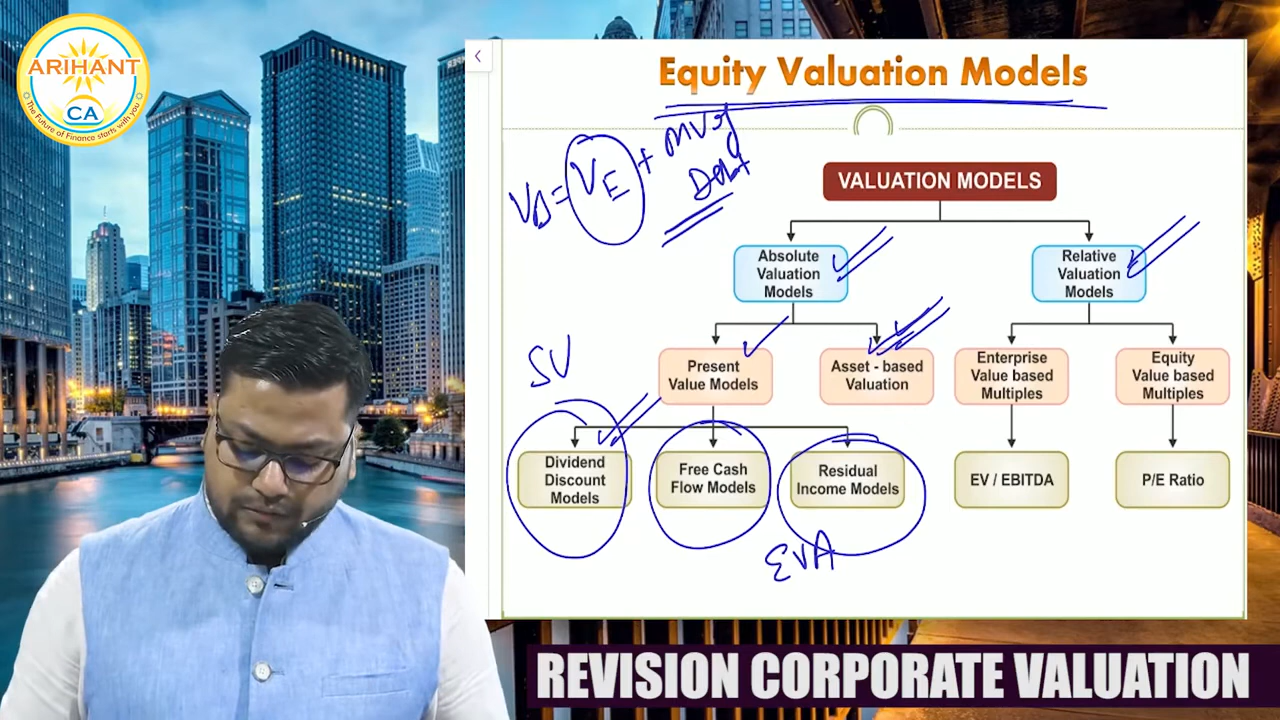 ARIHANT
CA
The Future of Finance starts with you
Equity Valuation Models
VB = VE + MV of
Debt
VALUATION MODELS
Absolute
Valuation
Models
Relative
Valuation
Models
SV
Present
Value Models
Asset - based
Valuation
Enterprise
Value based
Multiples
Equity
Value based
Multiples
Dividend
Discount
Models
Free Cash
Flow Models
Residual
Income Models
EV / EBITDA
P/E Ratio
EVA
REVISION CORPORATE VALUATION